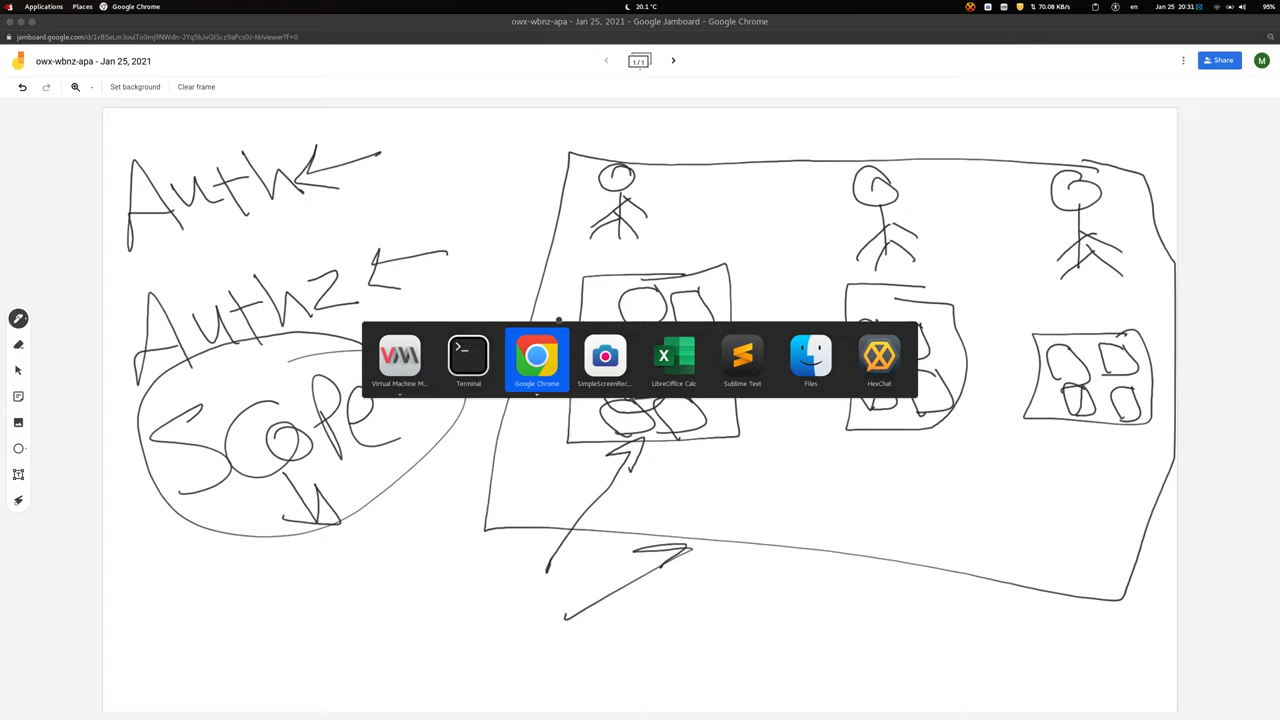 Applications Places Google Chrome 20.1 °C 70.08 KB/s en Jan 25 20:31 95%
owx-wbnz-apa - Jan 25, 2021 - Google Jamboard - Google Chrome
owx-wbnz-apa - Jan 25, 2021
1 / 1
Share
M
Set background
Clear frame
Auth
Authz
Scope
Virtual Machine M...
Terminal
Google Chrome
SimpleScreenRec...
LibreOffice Calc
Sublime Text
Files
HexChat